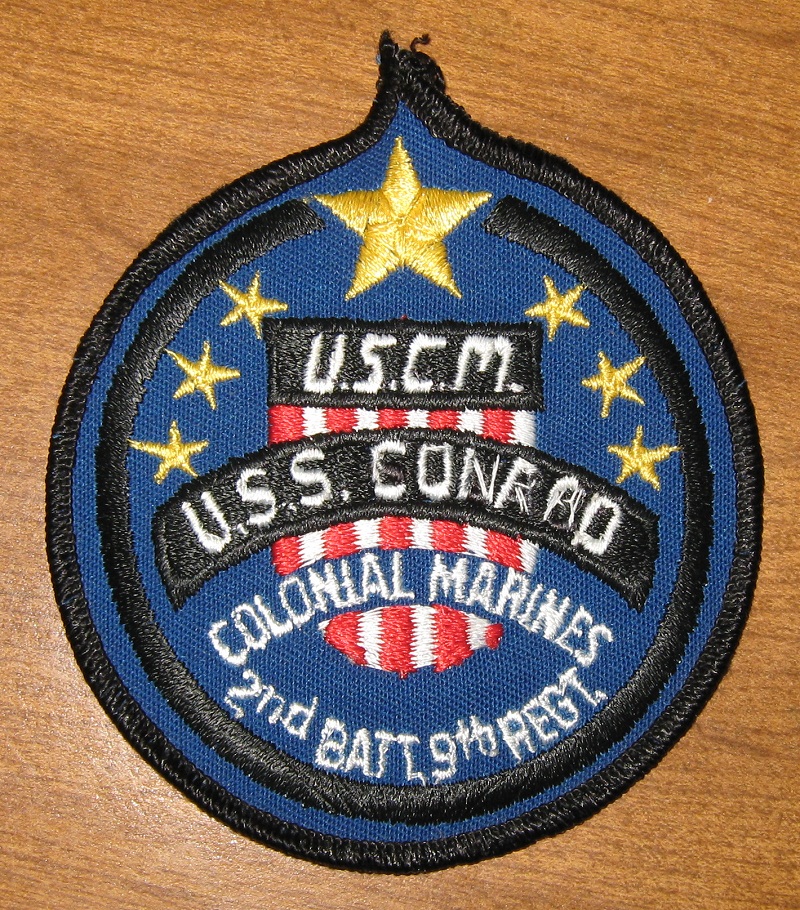 U.S.C.M.
U.S.S. CONRAD
COLONIAL MARINES
2nd BATT. 9th REGT.